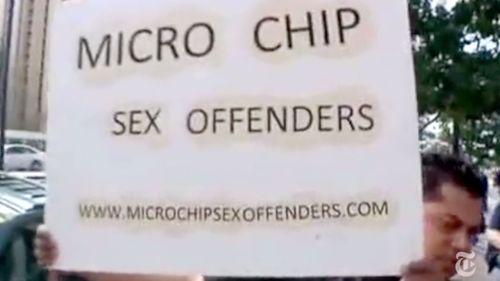 MICRO CHIP
SEX OFFENDERS
WWW.MICROCHIPSEXOFFENDERS.COM
T